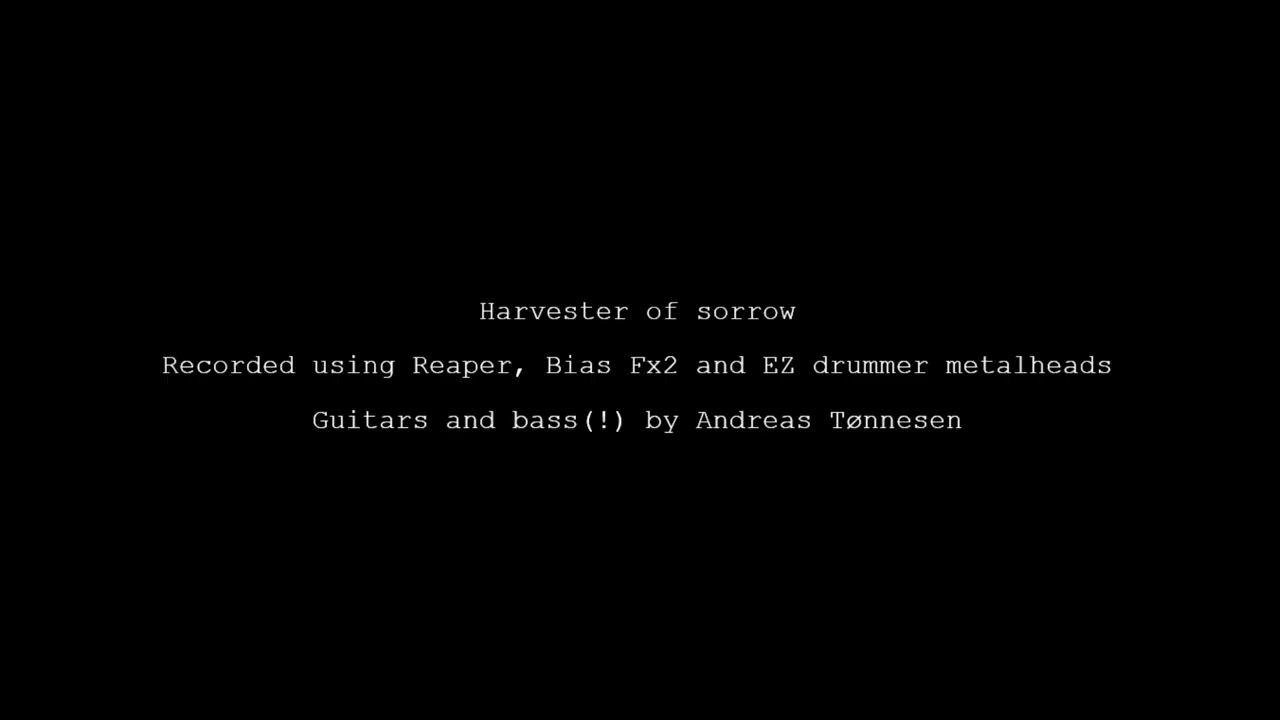 Harvester of sorrow
Recorded using Reaper, Bias Fx2 and EZ drummer metalheads
Guitars and bass(!) by Andreas Tønnesen